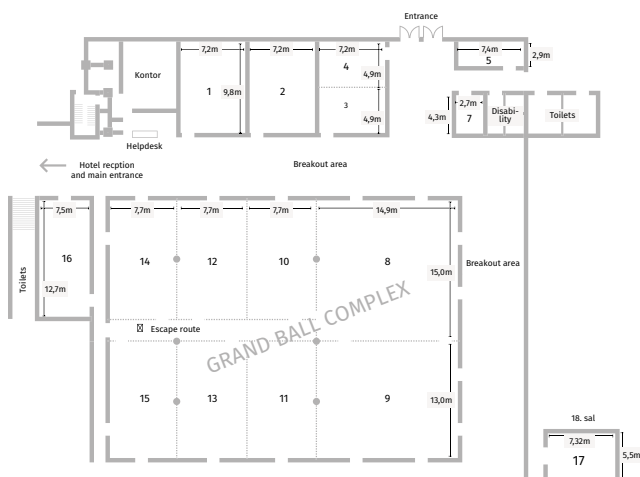 Entrance
7,2m
7,2m
7,2m
7,4m
4
5
2,9m
Kontor
4,9m
1
9,8m
2
3
2,7m
4,3m
7
Disabi-
lity
Toilets
4,9m
Helpdesk
Hotel recption
and main entrance
Breakout area
7,5m
7,7m
7,7m
7,7m
14,9m
16
14
12
10
8
Breakout area
15,0m
Toilets
12,7m
Escape route
GRAND BALL COMPLEX
15
13
11
9
13,0m
18. sal
7,32m
17
5,5m